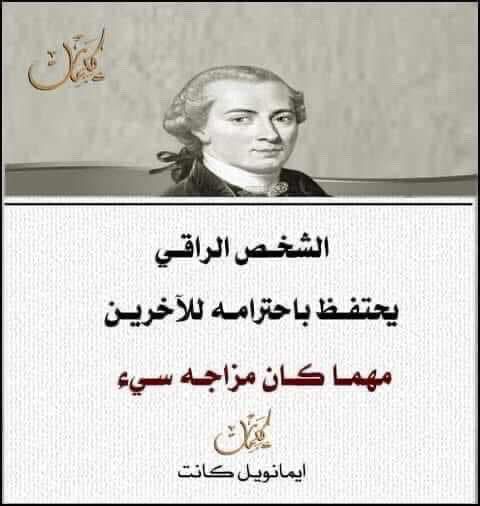 الشخص الراقي
يحتفظ باحترامه للآخرين
مهما كان مزاجه سيء
ايمانويل كانت